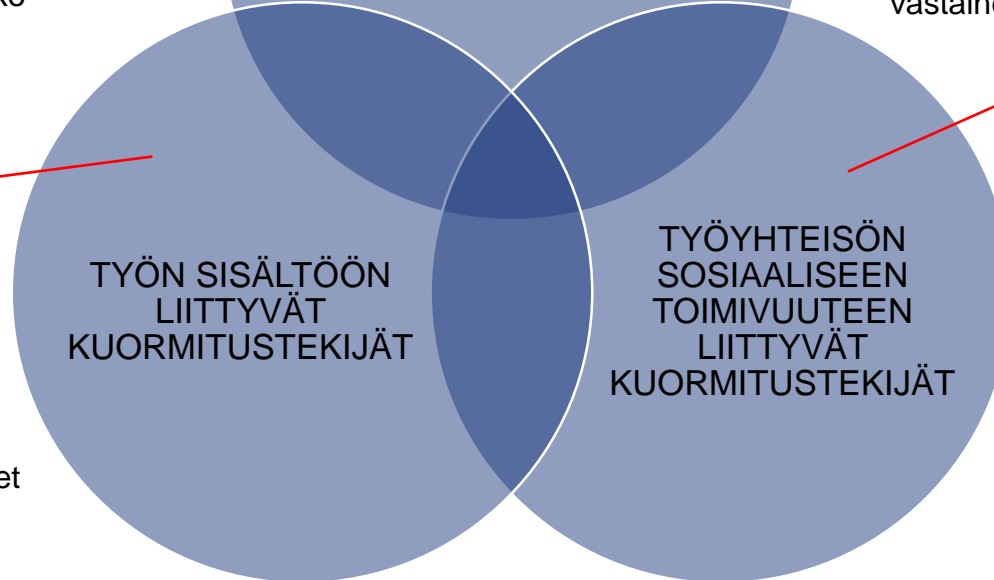 TYÖN SISÄLTÖÖN
LIITTYVÄT
KUORMITUSTEKIJÄT
TYÖYHTEISÖN
SOSIAALISEEN
TOIMIVUUTEEN
LIITTYVÄT
KUORMITUSTEKIJÄT